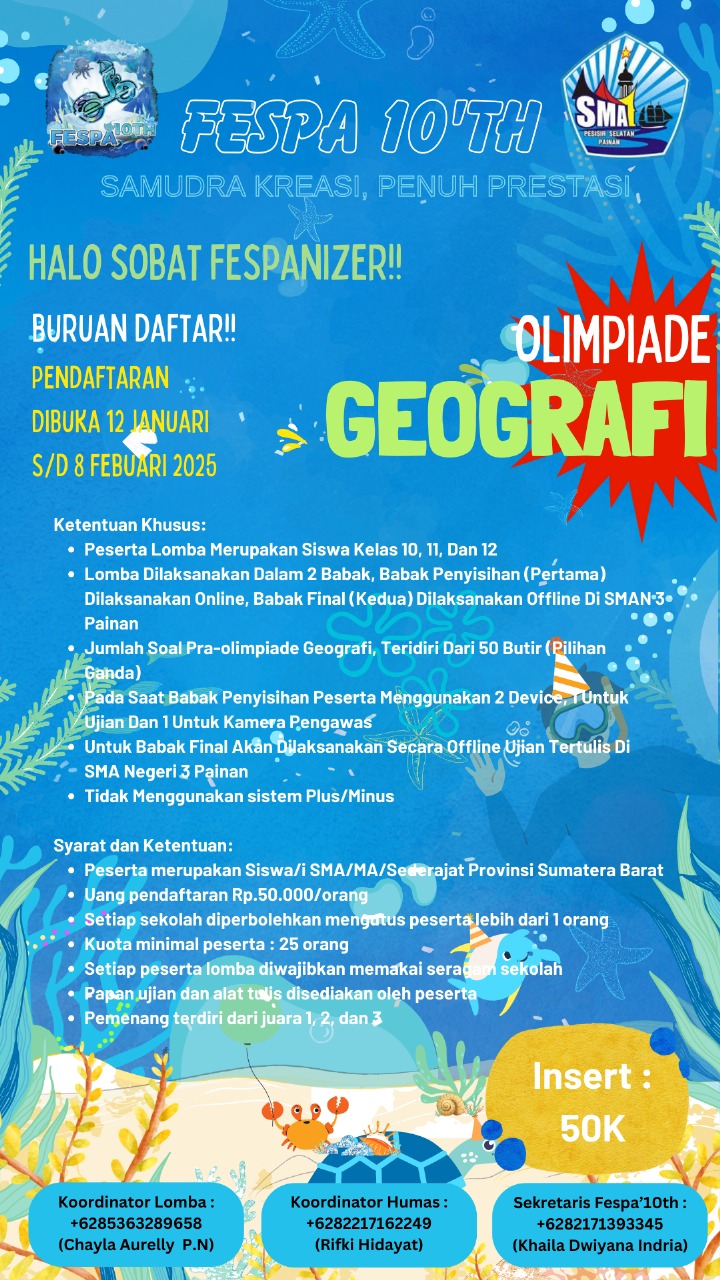 FESPA 10TH
FESPA 10'TH
SMA
PESISIR SELATAN
PAINAN
SAMUDRA KREASI, PENUH PRESTASI
HALO SOBAT FESPANIZER!!
BURUAN DAFTAR!!
PENDAFTARAN
DIBUKA 12 JANUARI
S/D 8 FEBUARI 2025
OLIMPIADE
GEOGRAFI
Ketentuan Khusus:
• Peserta Lomba Merupakan Siswa Kelas 10, 11, Dan 12
• Lomba Dilaksanakan Dalam 2 Babak, Babak Penyisihan (Pertama)
Dilaksanakan Online, Babak Final (Kedua) Dilaksanakan Offline Di SMAN 3
Painan
• Jumlah Soal Pra-olimpiade Geografi, Teridiri Dari 50 Butir (Pilihan
Ganda)
• Pada Saat Babak Penyisihan Peserta Menggunakan 2 Device, 1 Untuk
Ujian Dan 1 Untuk Kamera Pengawas
• Untuk Babak Final Akan Dilaksanakan Secara Offline Ujian Tertulis Di
SMA Negeri 3 Painan
• Tidak Menggunakan sistem Plus/Minus
Syarat dan Ketentuan:
• Peserta merupakan Siswa/i SMA/MA/Sederajat Provinsi Sumatera Barat
• Uang pendaftaran Rp.50.000/orang
• Setiap sekolah diperbolehkan mengutus peserta lebih dari 1 orang
• Kuota minimal peserta : 25 orang
• Setiap peserta lomba diwajibkan memakai seragam sekolah
• Papan ujian dan alat tulis disediakan oleh peserta
• Pemenang terdiri dari juara 1, 2, dan 3
Insert :
50K
Koordinator Lomba :
+6285363289658
(Chayla Aurelly P.N)
Koordinator Humas :
+6282217162249
(Rifki Hidayat)
Sekretaris Fespa'10th :
+6282171393345
(Khaila Dwiyana Indria)